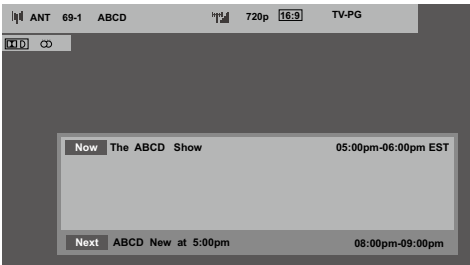 ANT 69-1 ABCD 720p 16:9 TV-PG
Now The ABCD Show 05:00pm-06:00pm EST
Next ABCD New at 5:00pm 08:00pm-09:00pm